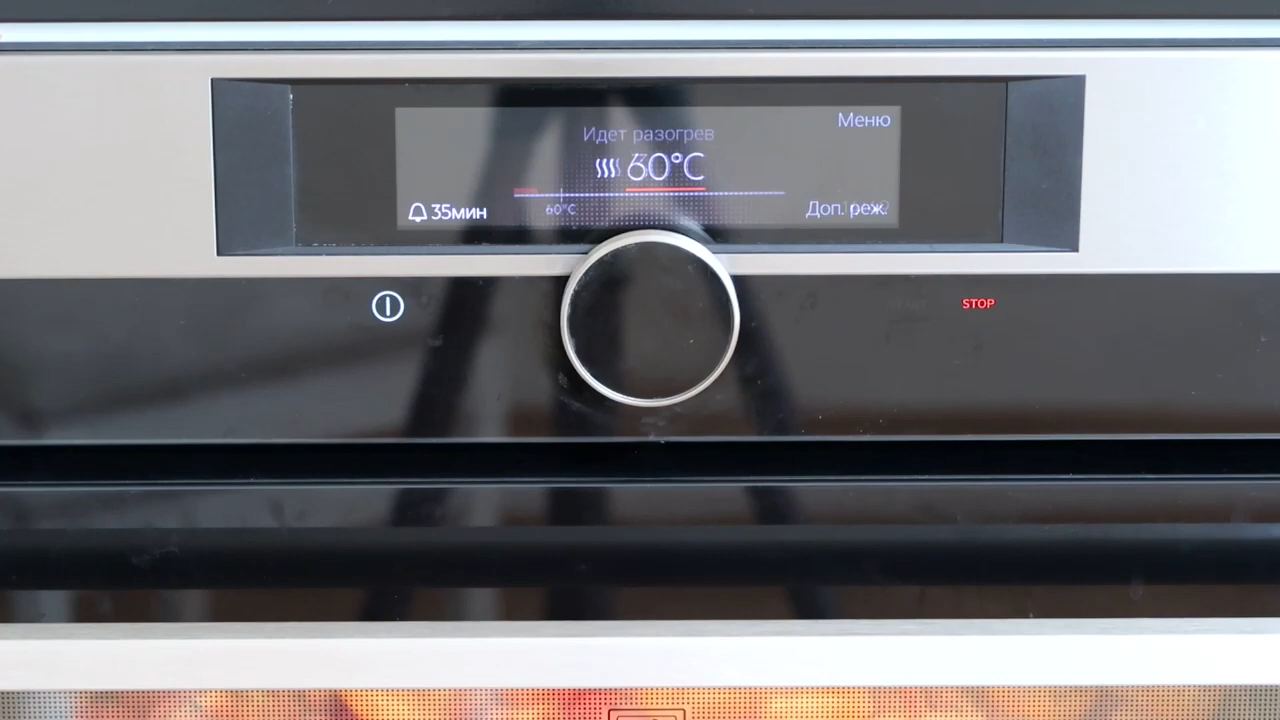 Меню
Идет разогрев
60°C
60°C
35мин
Доп. реж.
STOP